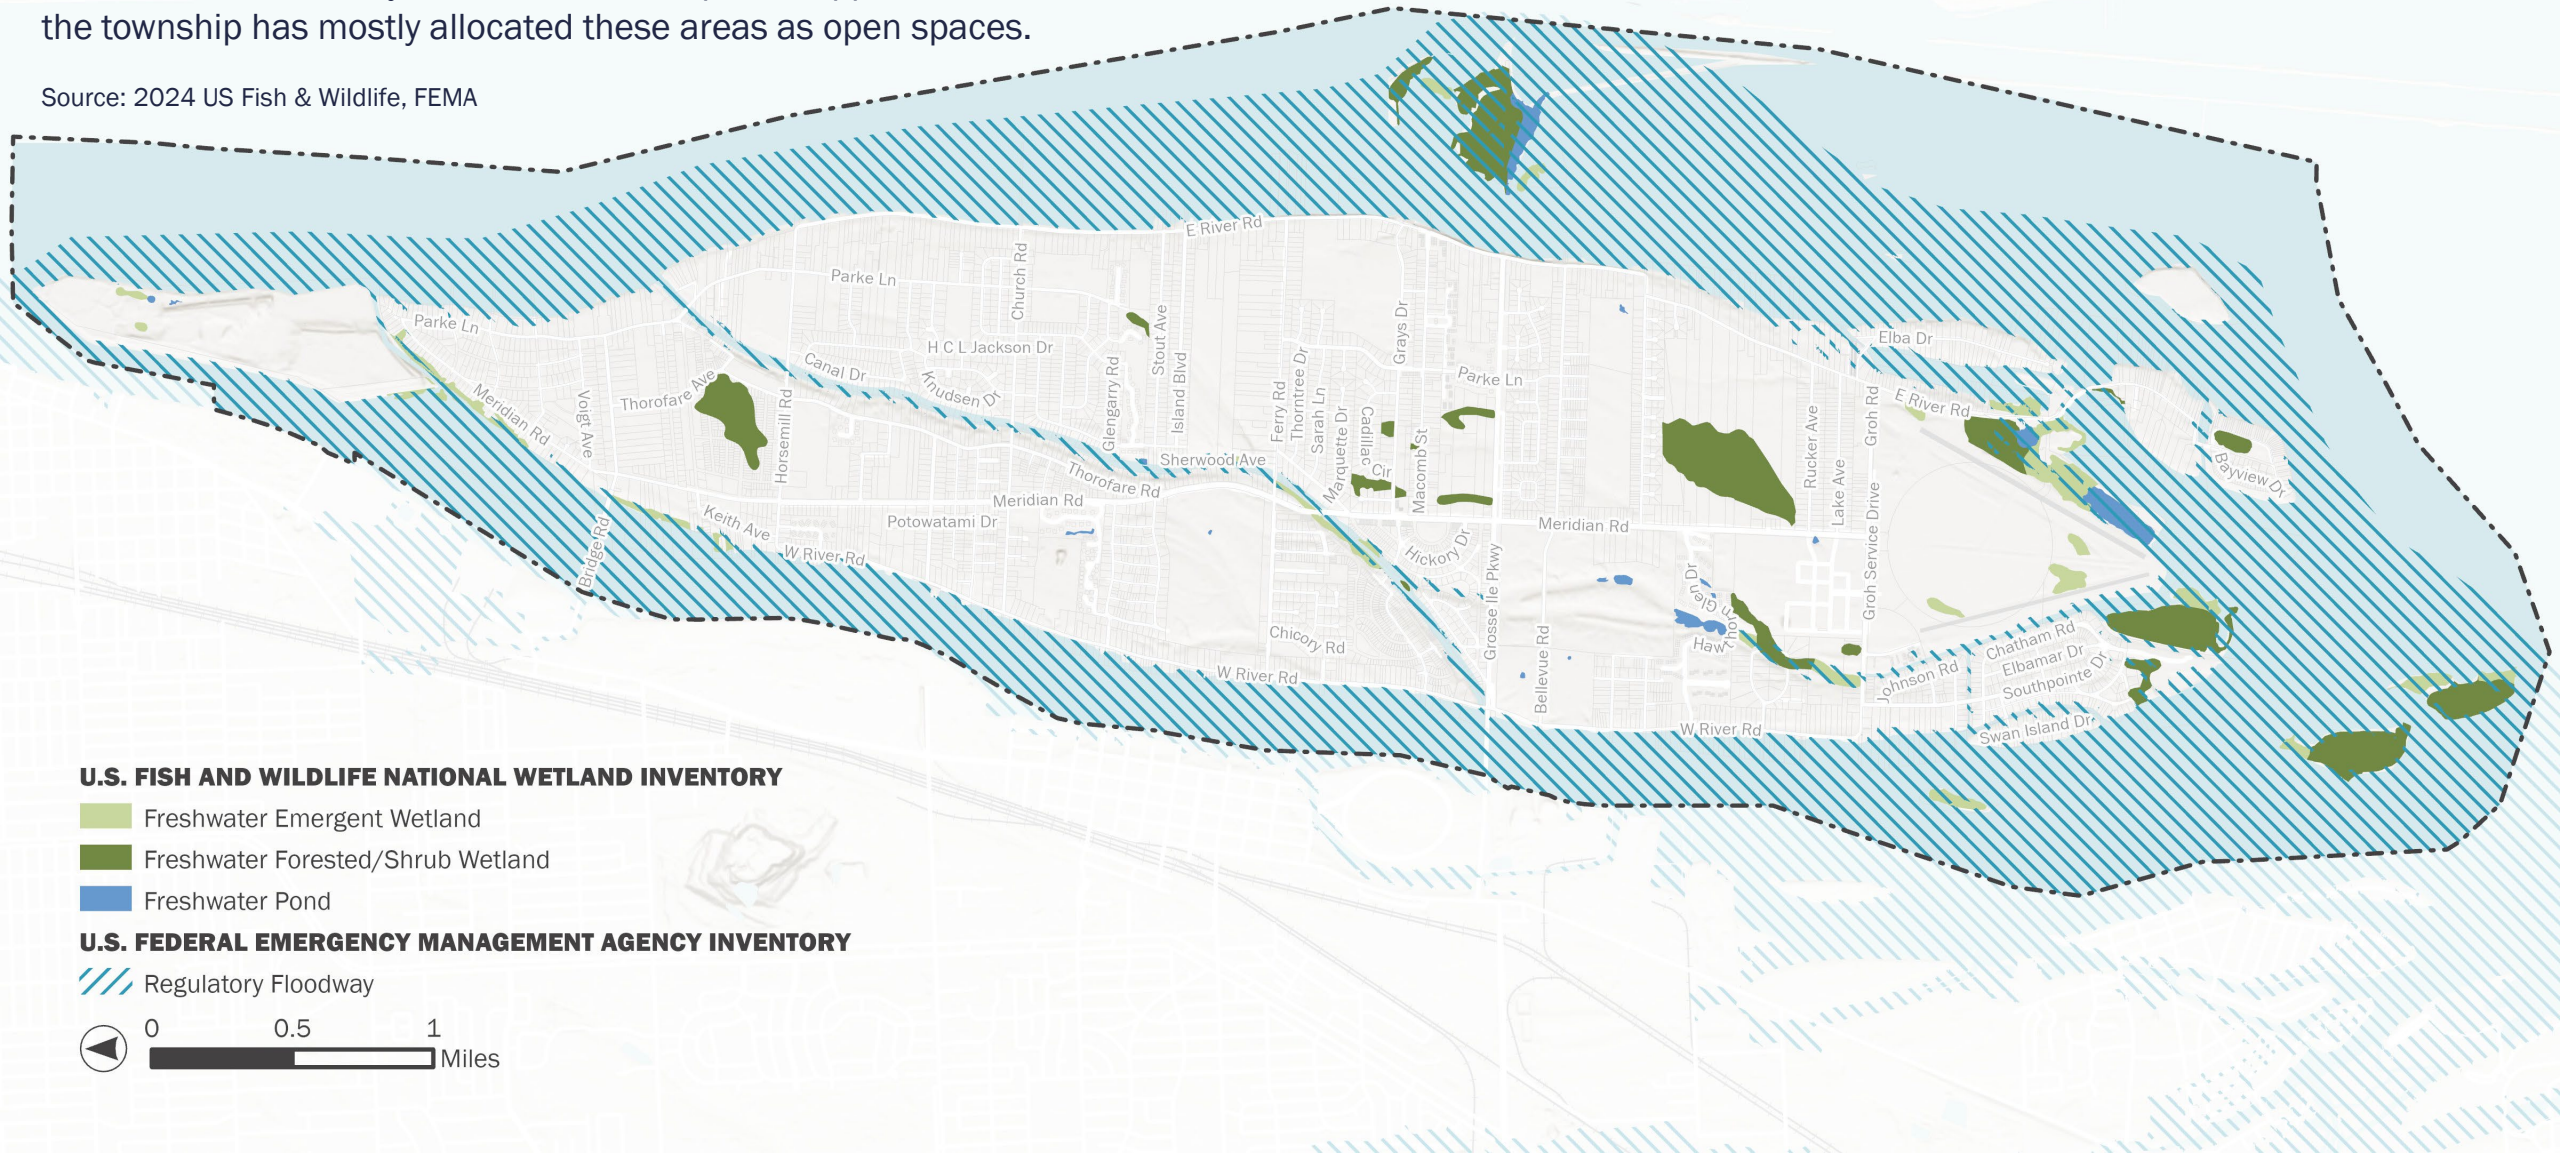 the township has mostly allocated these areas as open spaces.
Source: 2024 US Fish & Wildlife, FEMA
E River Rd
Parke Ln
Church Rd
Parke Ln
Stout Ave
Grays Dr
Elba Dr
H C L Jackson Dr
Canal Dr
Knudsen Dr
Island Blvd
Thorntree Dr
Parke Ln
Thorofare Ave
Meridian Rd
Voigt Ave
Horsemill Rd
Glengarry Rd
Ferry Rd
Sarah Ln
Marquette Dr
Cadillac
Cir
Macomb St
Rucker Ave
Groh Rd
E River Rd
Lake Ave
Bayview Dr
Sherwood Ave
Thorofare Rd
Meridian Rd
Potowatami Dr
Keith Ave
W River Rd
Bridge Rd
Meridian Rd
Hickory Dr
Grosse Ile Pkwy
Groh Service Drive
Chicory Rd
W River Rd
Bellevue Rd
Glen Dr
Haw
Johnson Rd
Chatham Rd
Elbamar Dr
Southpointe Dr
Swan Island Dr
W River Rd
U.S. FISH AND WILDLIFE NATIONAL WETLAND INVENTORY
Freshwater Emergent Wetland
Freshwater Forested/Shrub Wetland
Freshwater Pond
U.S. FEDERAL EMERGENCY MANAGEMENT AGENCY INVENTORY
Regulatory Floodway
0 0.5 1
Miles